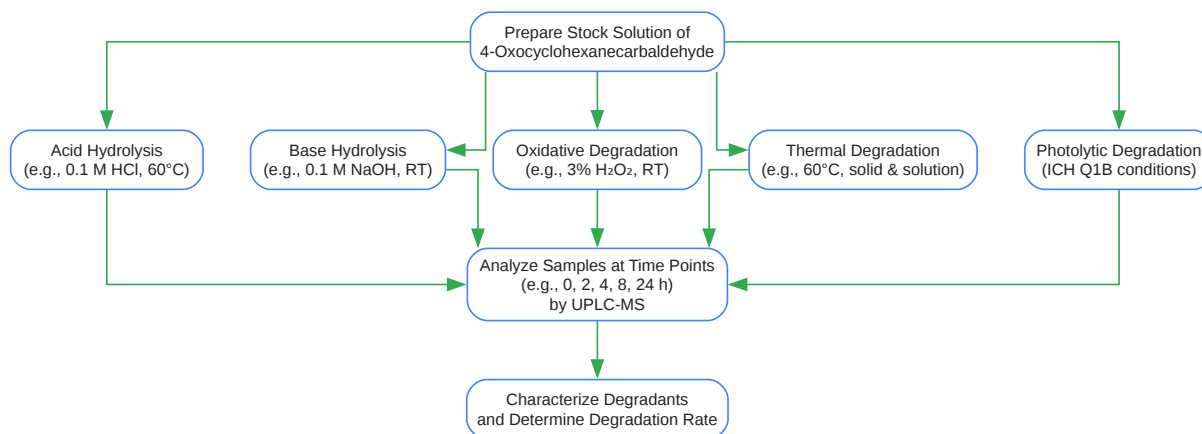 Prepare Stock Solution of
4-Oxocyclohexanecarbaldehyde
Acid Hydrolysis
(e.g., 0.1 M HCl, 60°C)
Base Hydrolysis
(e.g., 0.1 M NaOH, RT)
Oxidative Degradation
(e.g., 3% H₂O₂, RT)
Thermal Degradation
(e.g., 60°C, solid & solution)
Photolytic Degradation
(ICH Q1B conditions)
Analyze Samples at Time Points
(e.g., 0, 2, 4, 8, 24 h)
by UPLC-MS
Characterize Degradants
and Determine Degradation Rate